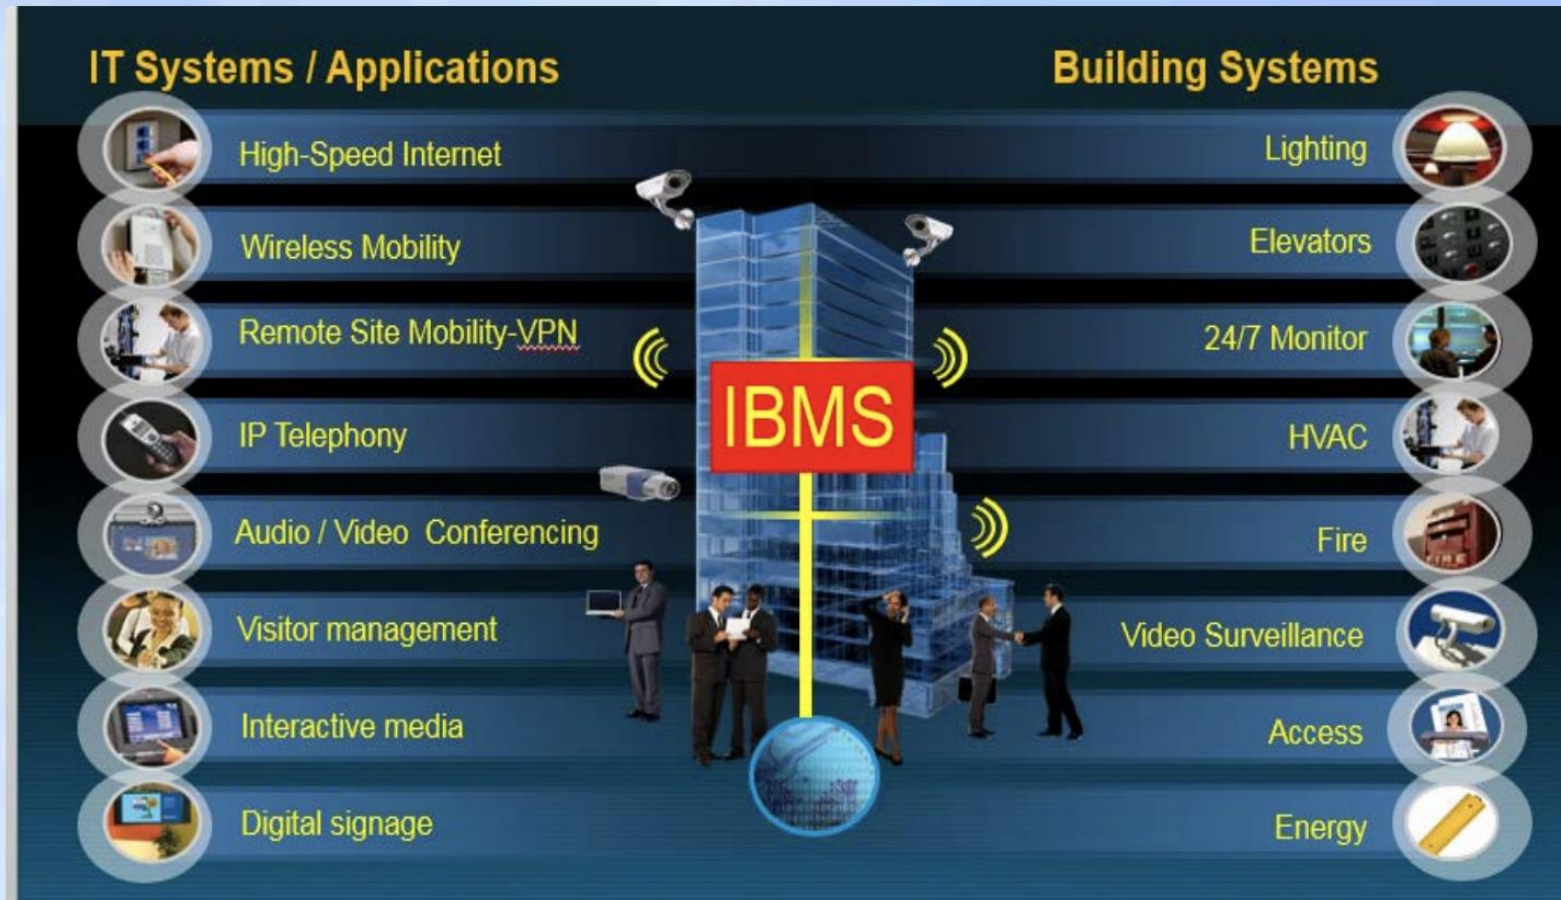 IT Systems / Applications
Building Systems
High-Speed Internet
Wireless Mobility
Remote Site Mobility-VPN
IP Telephony
Audio / Video Conferencing
Visitor management
Interactive media
Digital signage
IBMS
Lighting
Elevators
24/7 Monitor
HVAC
Fire
Video Surveillance
Access
Energy
FIRE